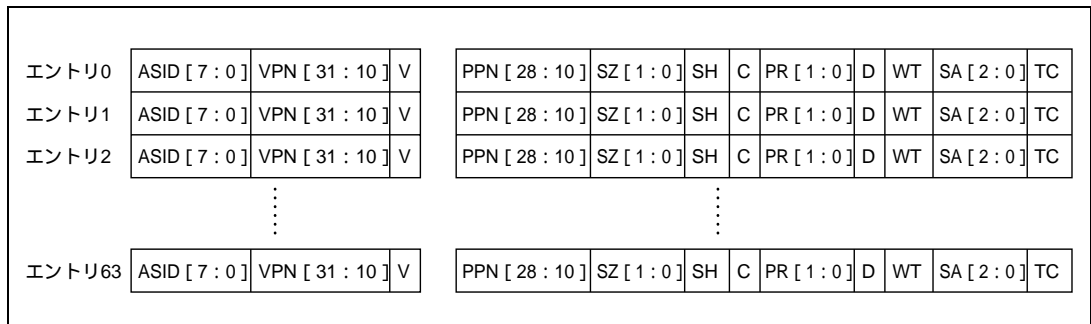 エントリ0 ASID [ 7 : 0 ] VPN [ 31 : 10 ] V PPN [ 28 : 10 ] SZ [ 1 : 0 ] SH C PR [ 1 : 0 ] D WT SA [ 2 : 0 ] TC
エントリ1 ASID [ 7 : 0 ] VPN [ 31 : 10 ] V PPN [ 28 : 10 ] SZ [ 1 : 0 ] SH C PR [ 1 : 0 ] D WT SA [ 2 : 0 ] TC
エントリ2 ASID [ 7 : 0 ] VPN [ 31 : 10 ] V PPN [ 28 : 10 ] SZ [ 1 : 0 ] SH C PR [ 1 : 0 ] D WT SA [ 2 : 0 ] TC
エントリ63 ASID [ 7 : 0 ] VPN [ 31 : 10 ] V PPN [ 28 : 10 ] SZ [ 1 : 0 ] SH C PR [ 1 : 0 ] D WT SA [ 2 : 0 ] TC